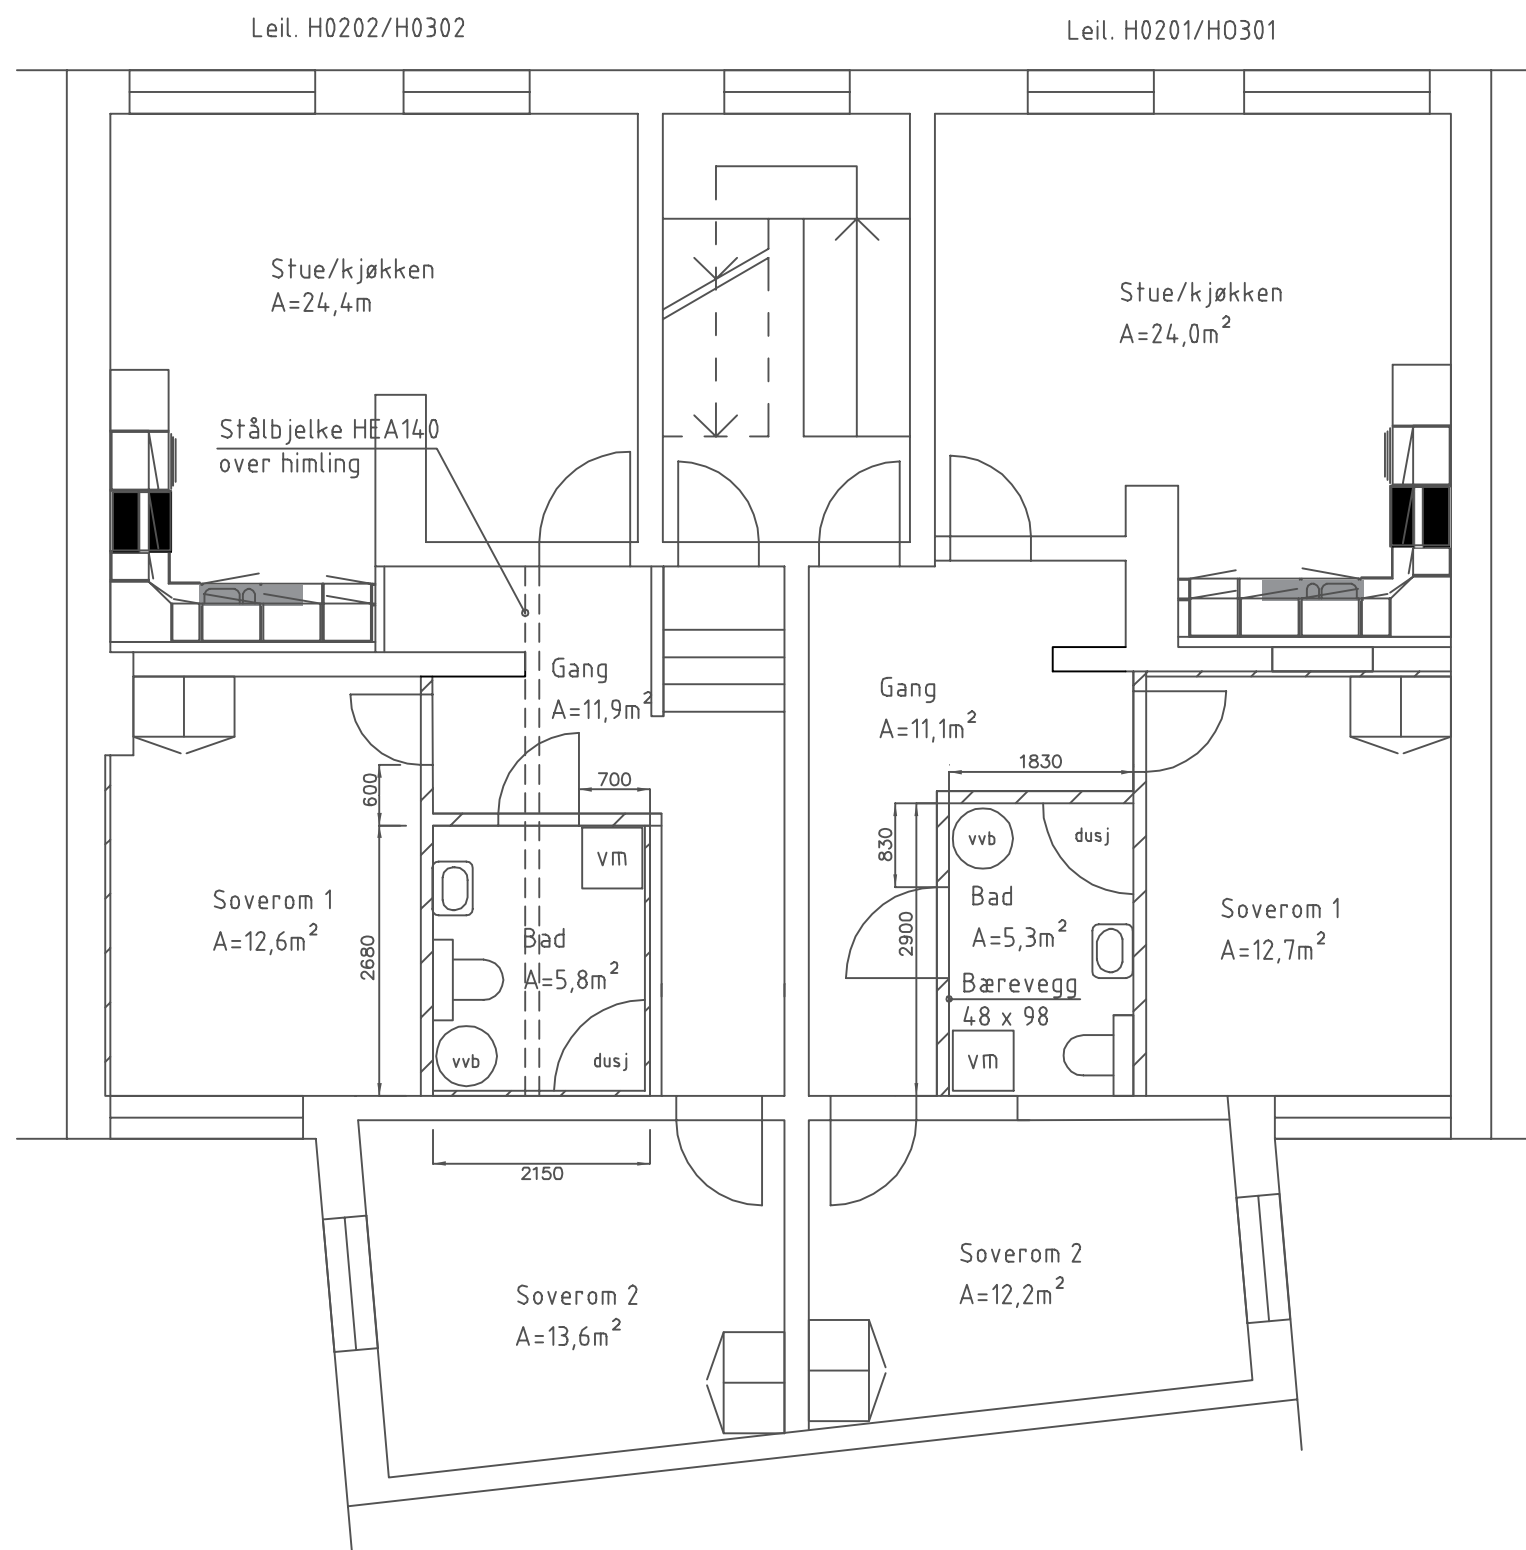 Leil. H0202/H0302
Leil. H0201/HO301
Stue/kjøkken
A=24,4m
Stue/kjøkken
A=24,0m²
Stålbjelke HEA140
over himling
Gang
A=11,9m²
Gang
A=11,1m²
600
700
1830
830
2680
2900
vm
vvb
dusj
Soverom 1
A=12,6m²
Bad
A=5,8m²
vvb
dusj
Bad
A=5,3m²
Bærevegg
48 x 98
vm
Soverom 1
A=12,7m²
2150
Soverom 2
A=13,6m²
Soverom 2
A=12,2m²